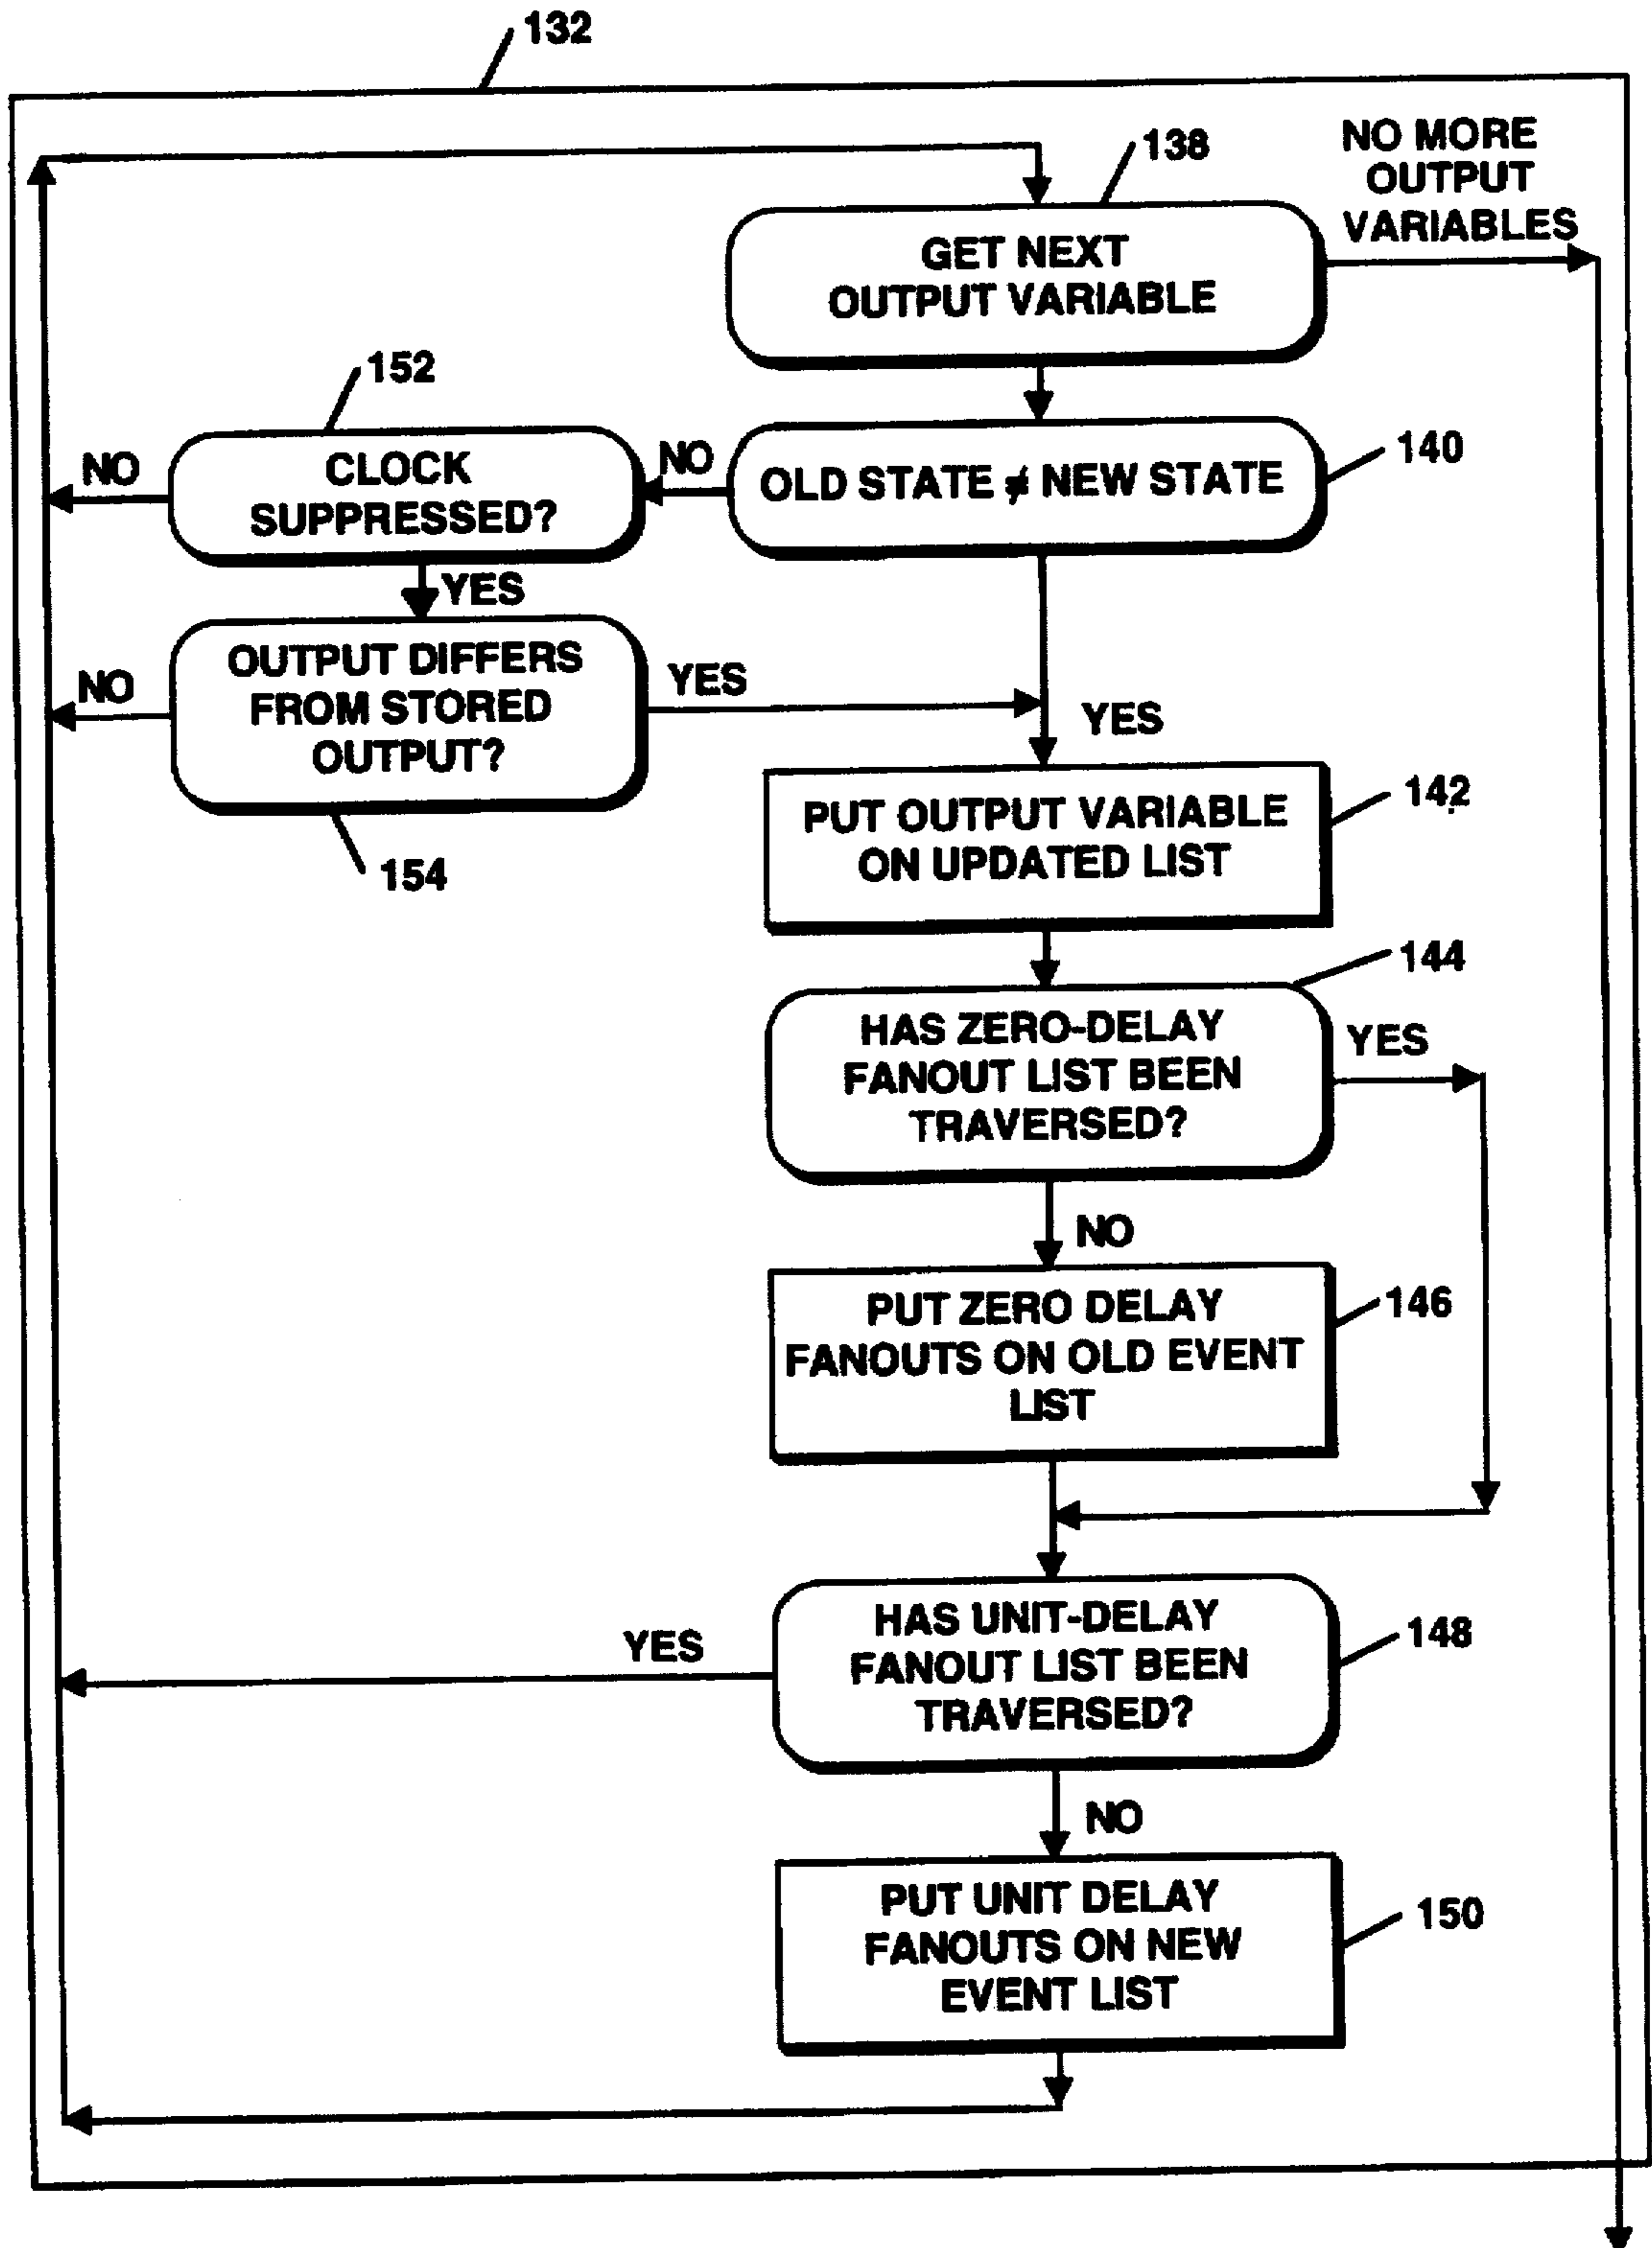 132
138
NO MORE
OUTPUT
VARIABLES
GET NEXT
OUTPUT VARIABLE
152
140
NO
CLOCK
SUPPRESSED?
NO
OLD STATE ≠ NEW STATE
YES
OUTPUT DIFFERS
FROM STORED
OUTPUT?
NO
YES
YES
154
142
PUT OUTPUT VARIABLE
ON UPDATED LIST
144
HAS ZERO-DELAY
FANOUT LIST BEEN
TRAVERSED?
YES
NO
PUT ZERO DELAY
FANOUTS ON OLD EVENT
LIST
146
HAS UNIT-DELAY
FANOUT LIST BEEN
TRAVERSED?
148
YES
NO
PUT UNIT DELAY
FANOUTS ON NEW
EVENT LIST
150